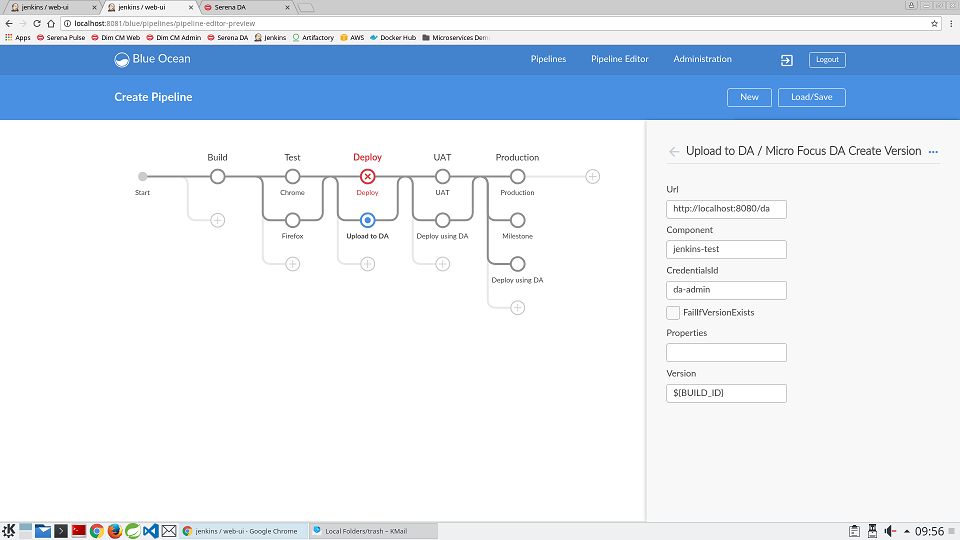 jenkins / web-ui
jenkins / web-ui
Serena DA
localhost:8081/blue/pipelines/pipeline-editor-preview
Apps
Serena Pulse
Dim CM Web
Dim CM Admin
Serena DA
Jenkins
Artifactory
AWS
Docker Hub
Microservices Dem
Blue Ocean
Pipelines
Pipeline Editor
Administration
Logout
Create Pipeline
New
Load/Save
Build
Test
Deploy
UAT
Production
Start
Chrome
Deploy
UAT
Production
Firefox
Upload to DA
Deploy using DA
Milestone
Deploy using DA
Upload to DA / Micro Focus DA Create Version
Url
http://localhost:8080/da
Component
jenkins-test
CredentialsId
da-admin
FailIfVersionExists
Properties
Version
${BUILD_ID}
jenkins / web-ui - Google Chrome
Local Folders/trash – KMail
09:56